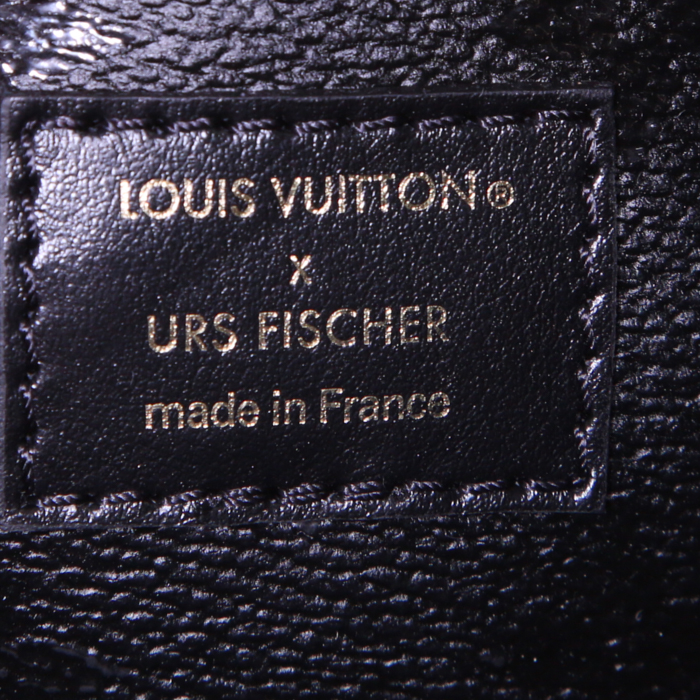 LOUIS VUITTON®
X
URS FISCHER
made in France